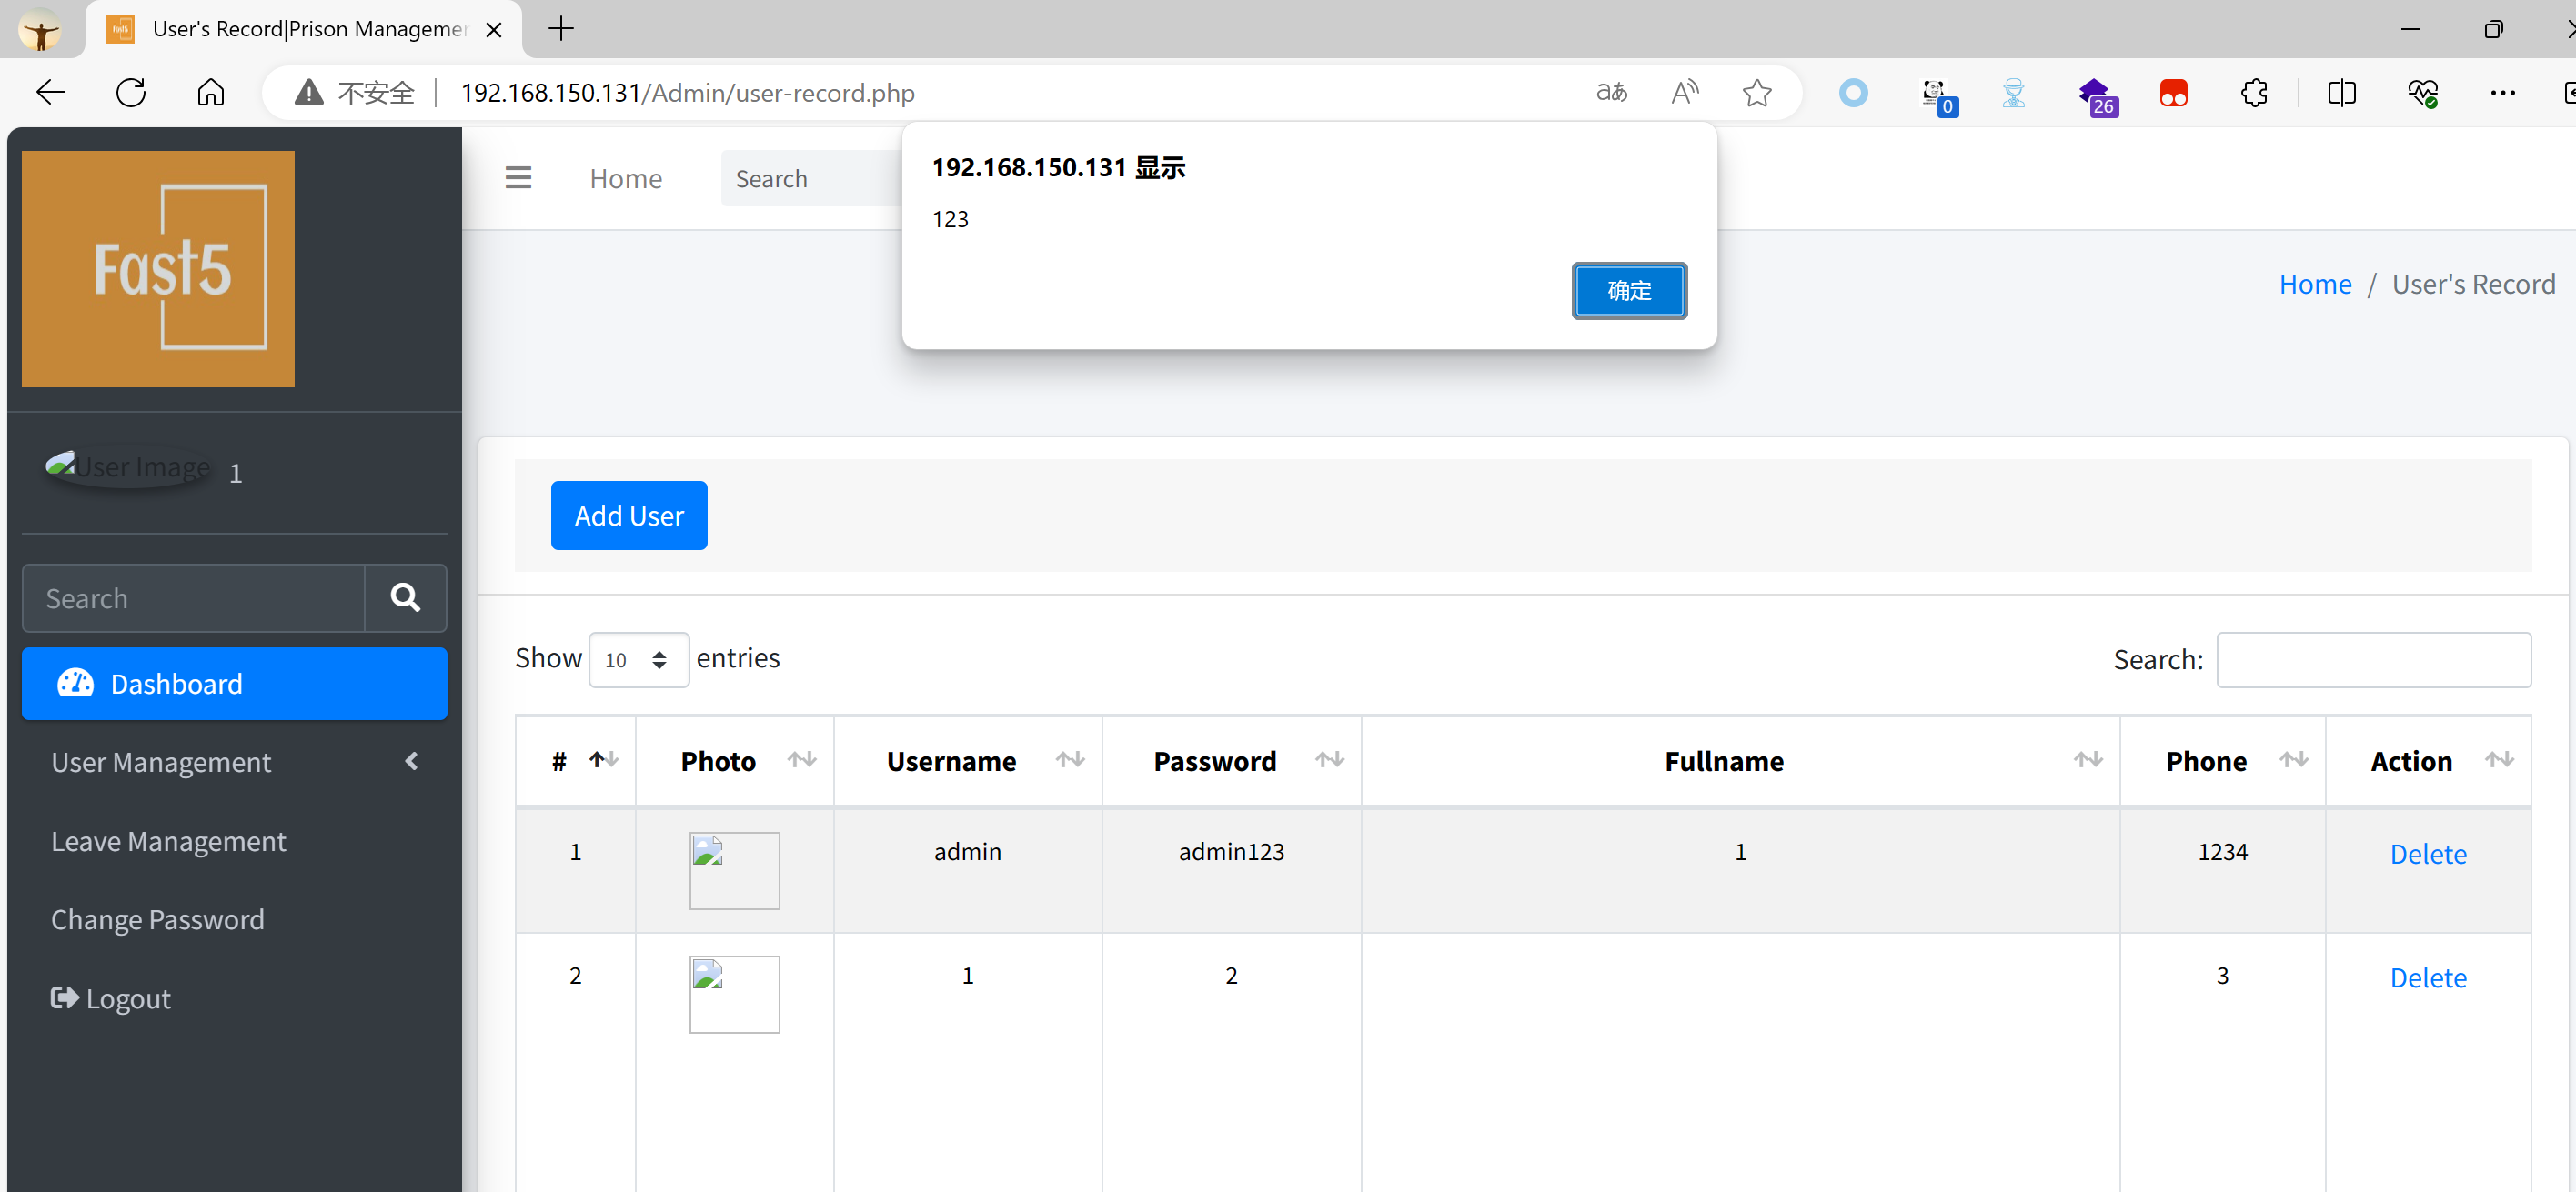 User's Record|Prison Managemer
不安全
192.168.150.131/Admin/user-record.php
aあ
A
0
26
192.168.150.131 显示
123
确定
Fast5
Home
Search
Home / User's Record
User Image 1
Add User
Search
Show 10 entries
Search:
Dashboard
User Management
Leave Management
Change Password
Logout
# Photo Username Password Fullname Phone Action
1 admin admin123 1 1234 Delete
2 1 2 3 Delete